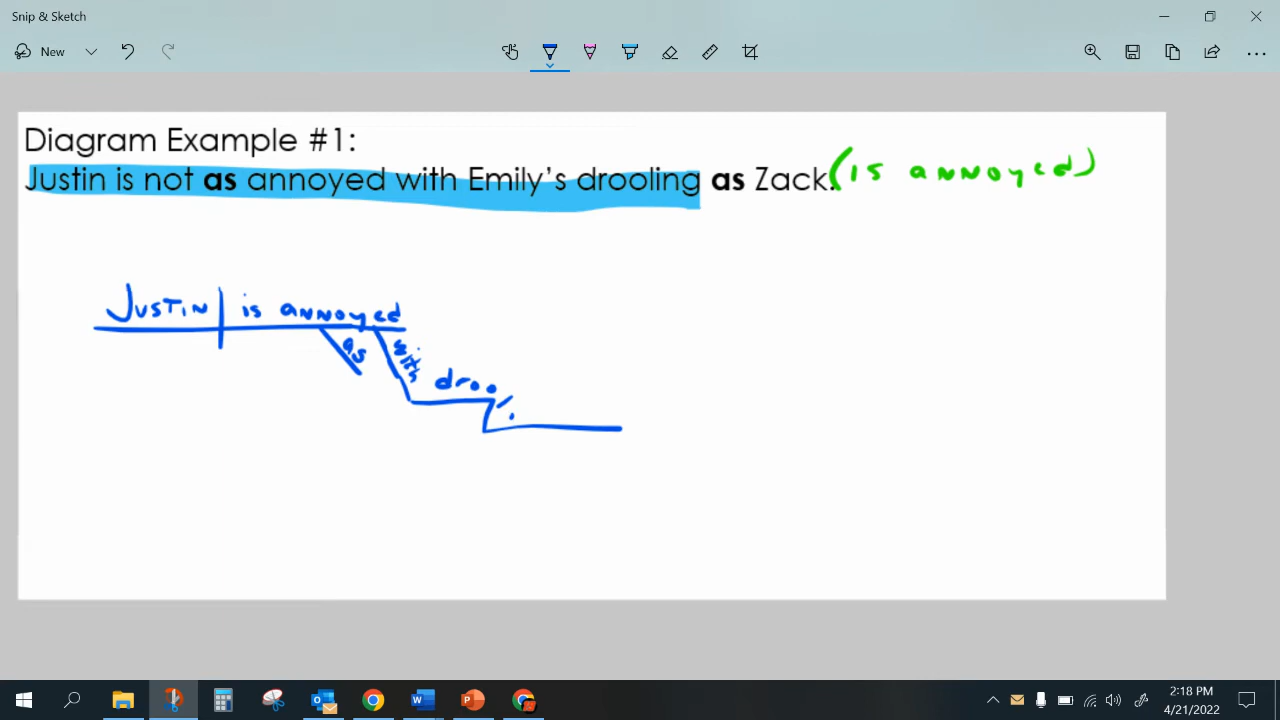 Snip & Sketch
New
Diagram Example #1:
Justin is not as annoyed with Emily's drooling as Zack. (is annoyed)
JUSTIN is annoyed
as with
droo
2:18 PM
4/21/2022